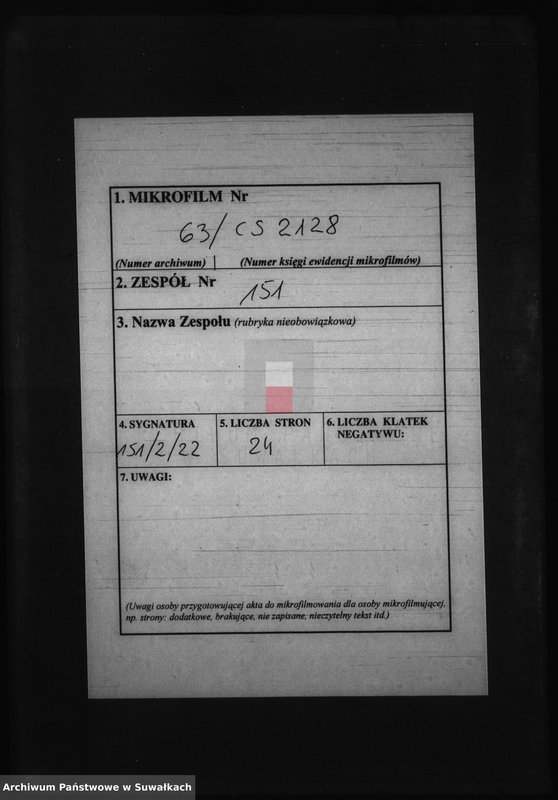 1. MIKROFILM Nr
63/ CS 2128
(Numer archiwum) | (Numer księgi ewidencji mikrofilmów)
2. ZESPÓŁ Nr
151
3. Nazwa Zespołu (rubryka nieobowiązkowa)
4. SYGNATURA
151/2/22
5. LICZBA STRON
24
6. LICZBA KLATEK
NEGATYWU:
7. UWAGI:
(Uwagi osoby przygotowującej akta do mikrofilmowania dla osoby mikrofilmującej,
np. strony: dodatkowe, brakujące, nie zapisane, nieczytelny tekst itd.)
Archiwum Państwowe w Suwałkach